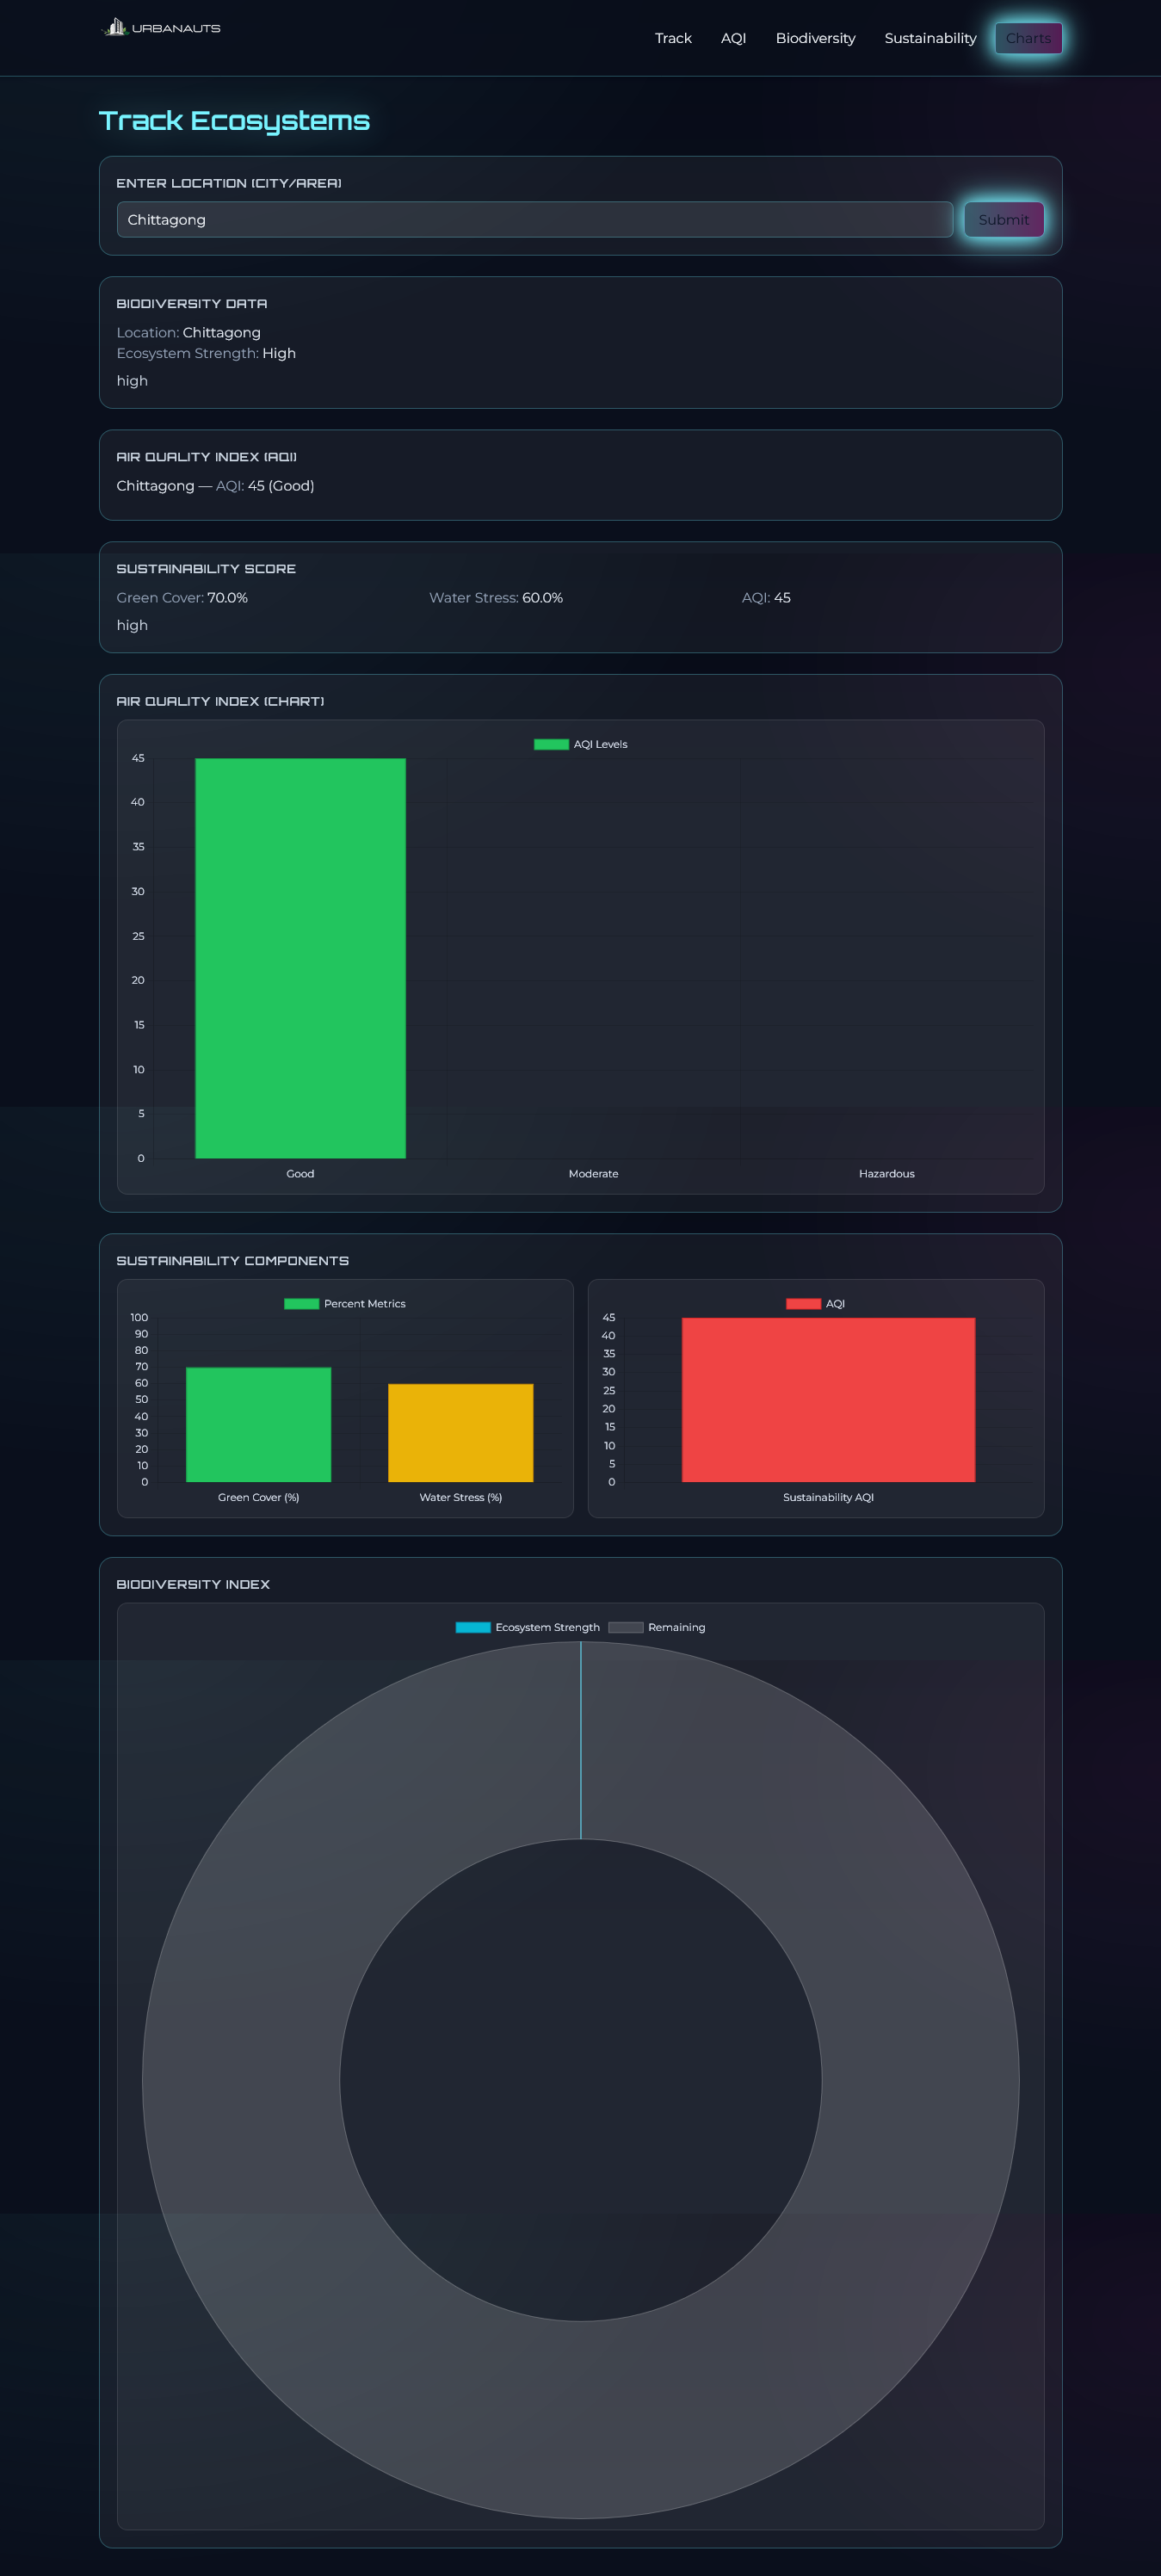 URBANAUTS
Track AQI Biodiversity Sustainability Charts
Track Ecosystems
ENTER LOCATION (CITY/AREA)
Chittagong Submit
BIODIVERSITY DATA
Location: Chittagong
Ecosystem Strength: High
high
AIR QUALITY INDEX (AQI)
Chittagong — AQI: 45 (Good)
SUSTAINABILITY SCORE
Green Cover: 70.0% Water Stress: 60.0% AQI: 45
high
AIR QUALITY INDEX (CHART)
AQI Levels
45
40
35
30
25
20
15
10
5
0
Good Moderate Hazardous
SUSTAINABILITY COMPONENTS
Percent Metrics
100
90
80
70
60
50
40
30
20
10
0
Green Cover (%) Water Stress (%)
AQI
45
40
35
30
25
20
15
10
5
0
Sustainability AQI
BIODIVERSITY INDEX
Ecosystem Strength Remaining